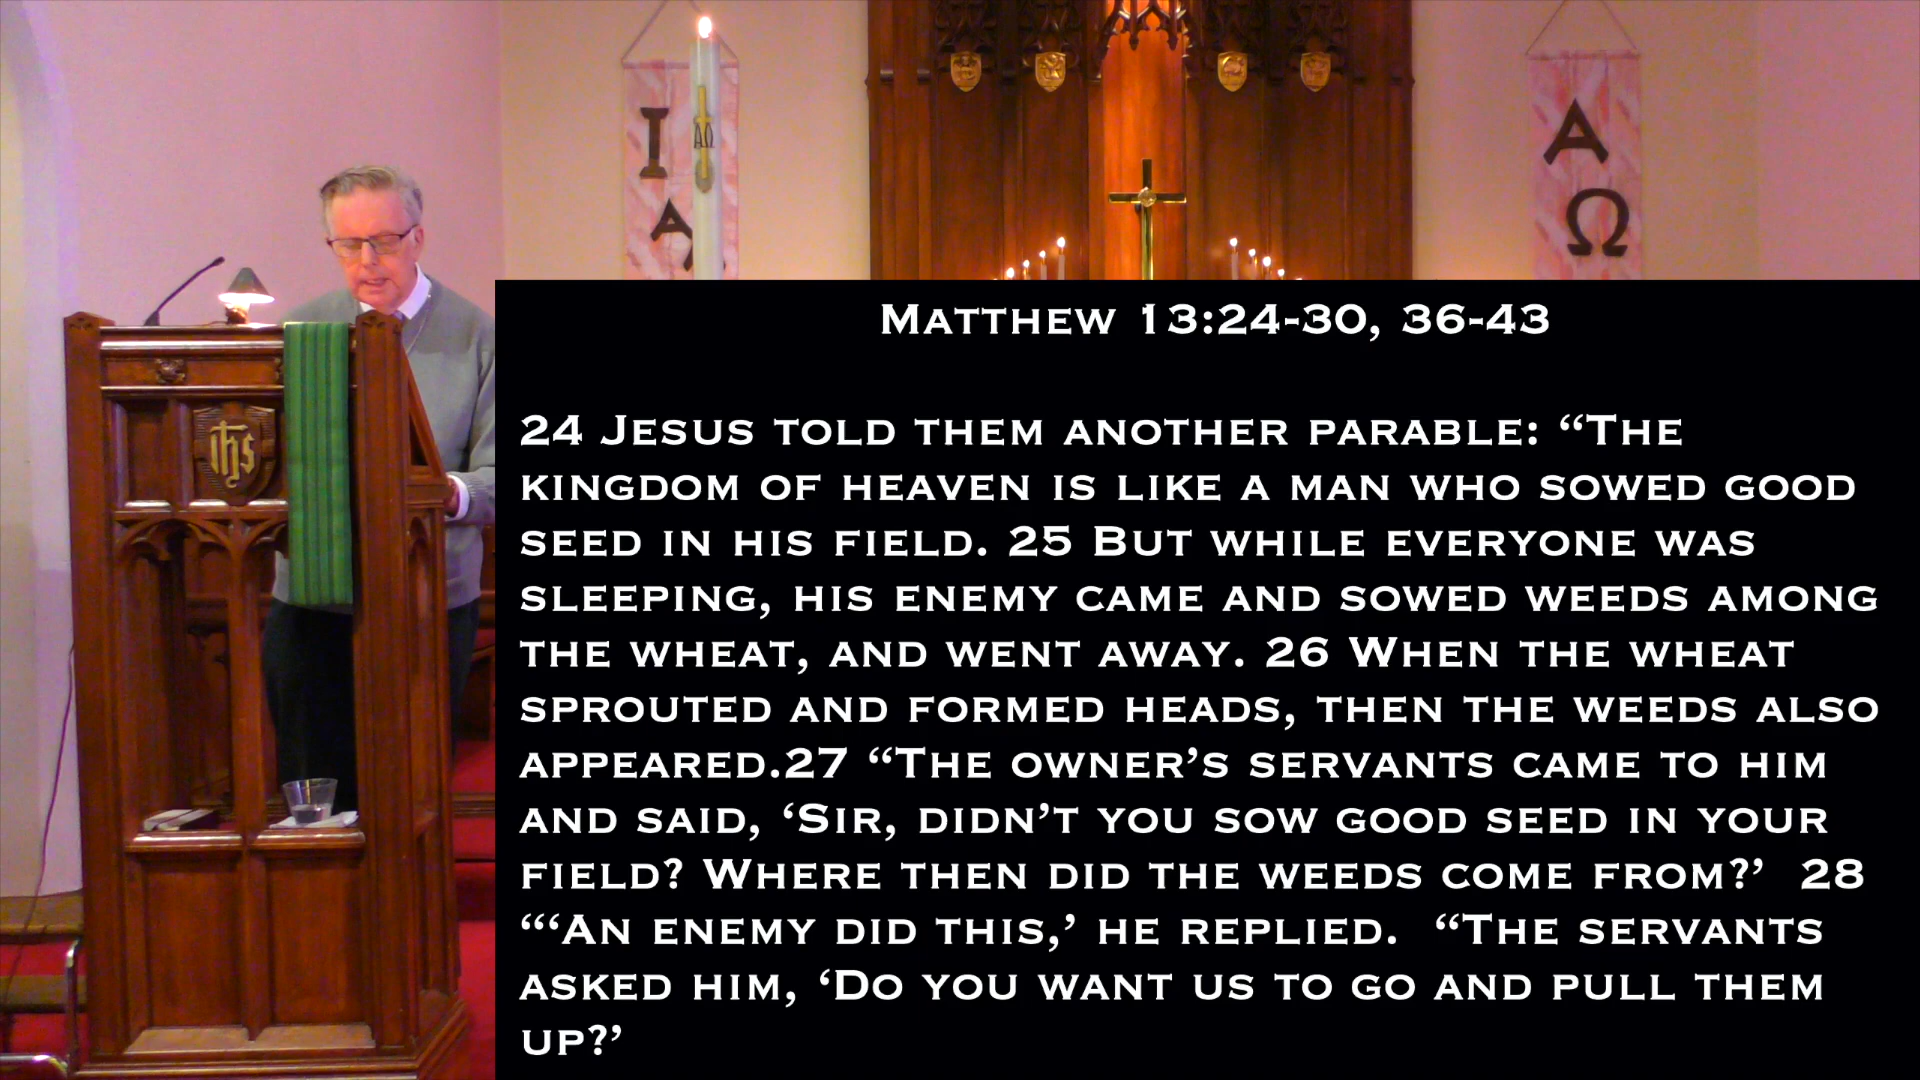 I
A
ΑΩ
Α
Ω
ihs
Matthew 13:24-30, 36-43
24 Jesus told them another parable: “The
kingdom of heaven is like a man who sowed good
seed in his field. 25 But while everyone was
sleeping, his enemy came and sowed weeds among
the wheat, and went away. 26 When the wheat
sprouted and formed heads, then the weeds also
appeared.27 “The owner’s servants came to him
and said, ‘Sir, didn’t you sow good seed in your
field? Where then did the weeds come from?’  28
“‘An enemy did this,’ he replied.  “The servants
asked him, ‘Do you want us to go and pull them
up?’